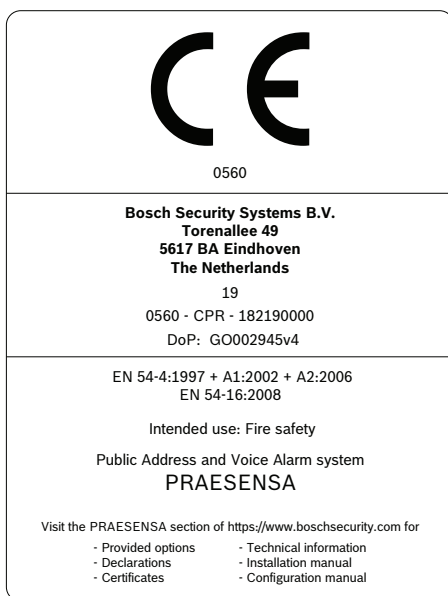 CE
0560
Bosch Security Systems B.V.
Torenallee 49
5617 BA Eindhoven
The Netherlands
19
0560 - CPR - 182190000
DoP: GO002945v4
EN 54-4:1997 + A1:2002 + A2:2006
EN 54-16:2008
Intended use: Fire safety
Public Address and Voice Alarm system
PRAESENSA
Visit the PRAESENSA section of https://www.boschsecurity.com for
- Provided options - Technical information
- Declarations - Installation manual
- Certificates - Configuration manual